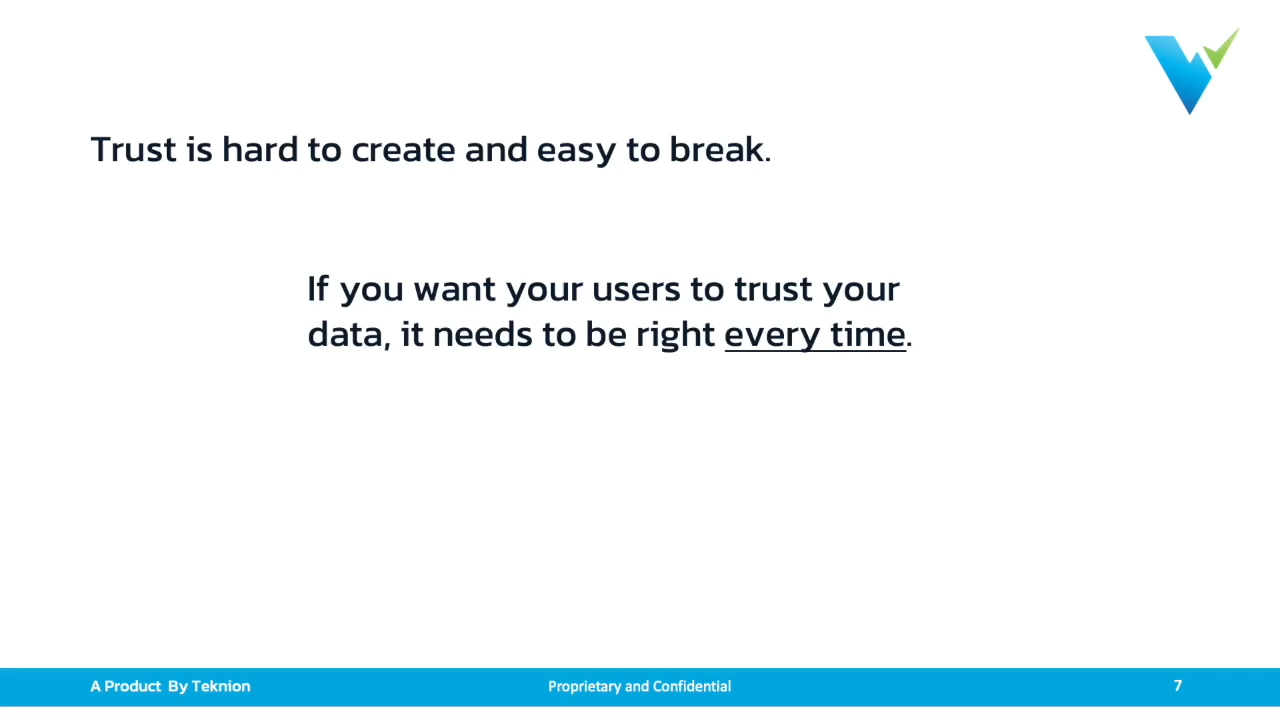 Trust is hard to create and easy to break.
If you want your users to trust your
data, it needs to be right every time.
A Product By Teknion
Proprietary and Confidential
7